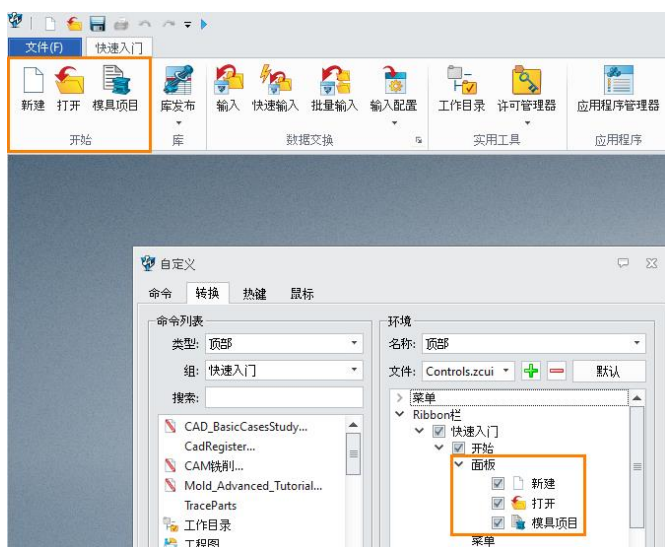 文件(F) 快速入门
新建 打开 模具项目 库发布 输入 快速输入 批量输入 输入配置 工作目录 许可管理器 应用程序管理器
开始 库 数据交换 实用工具 应用程序
自定义
命令 转换 热键 鼠标
命令列表
类型: 顶部
组: 快速入门
搜索:
CAD_BasicCasesStudy...
CadRegister...
CAM铣削...
Mold_Advanced_Tutorial...
TraceParts
工作目录
工程图
环境
名称: 顶部
文件: Controls.zcui 默认
菜单
Ribbon栏
快速入门
开始
面板
新建
打开
模具项目
菜单